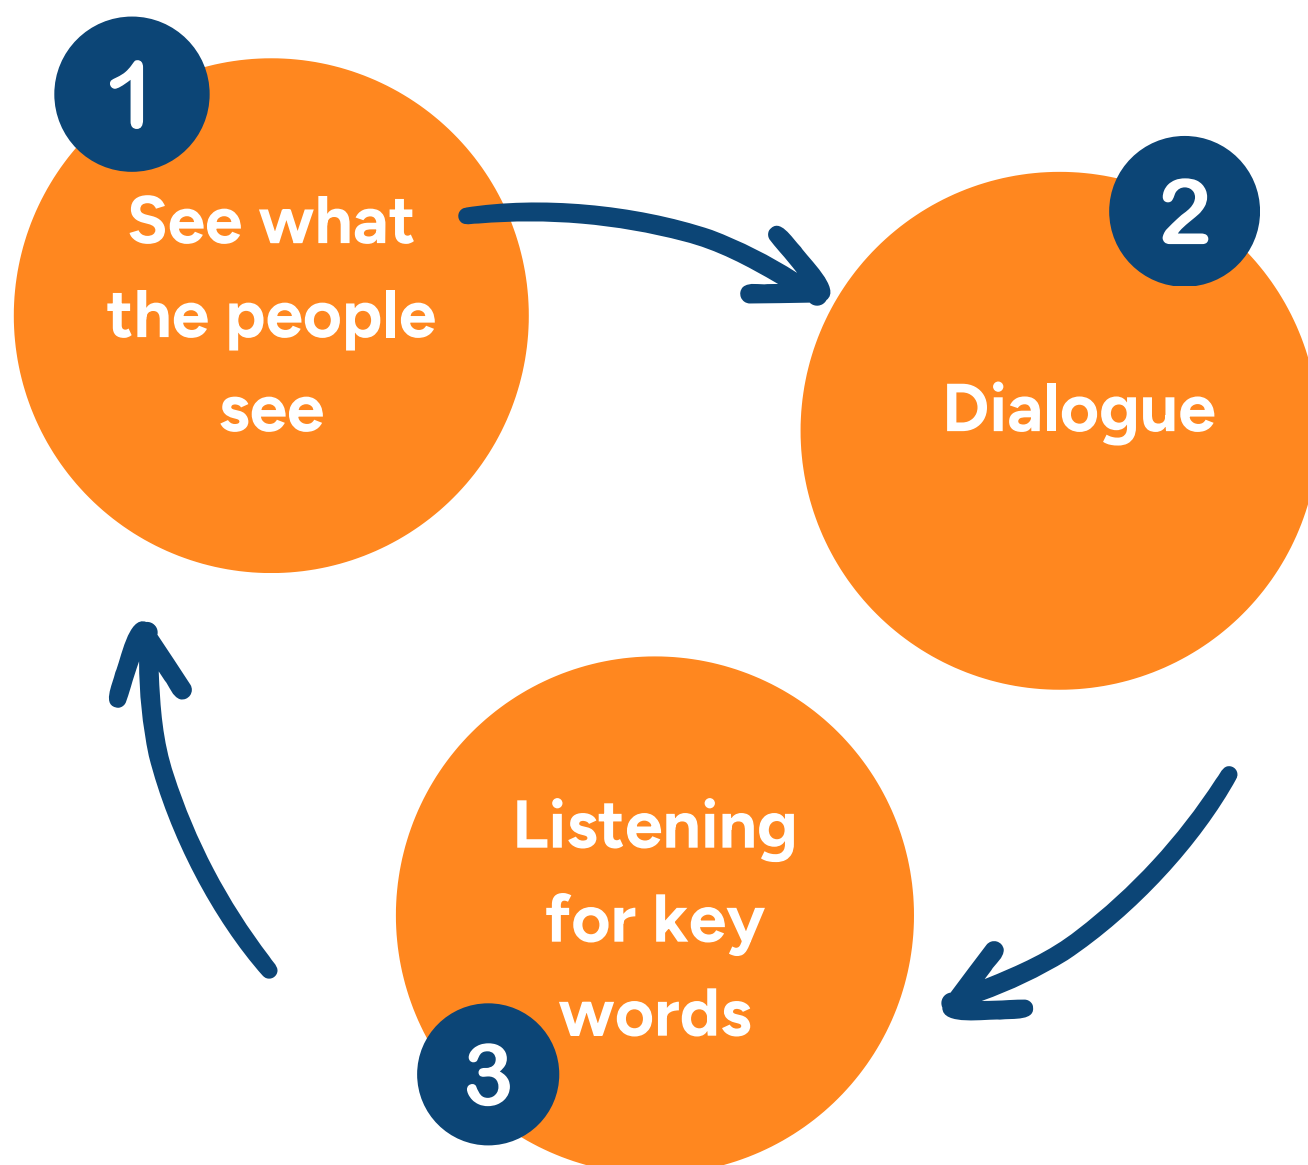 1
See what
the people
see
2
Dialogue
Listening
for key
words
3